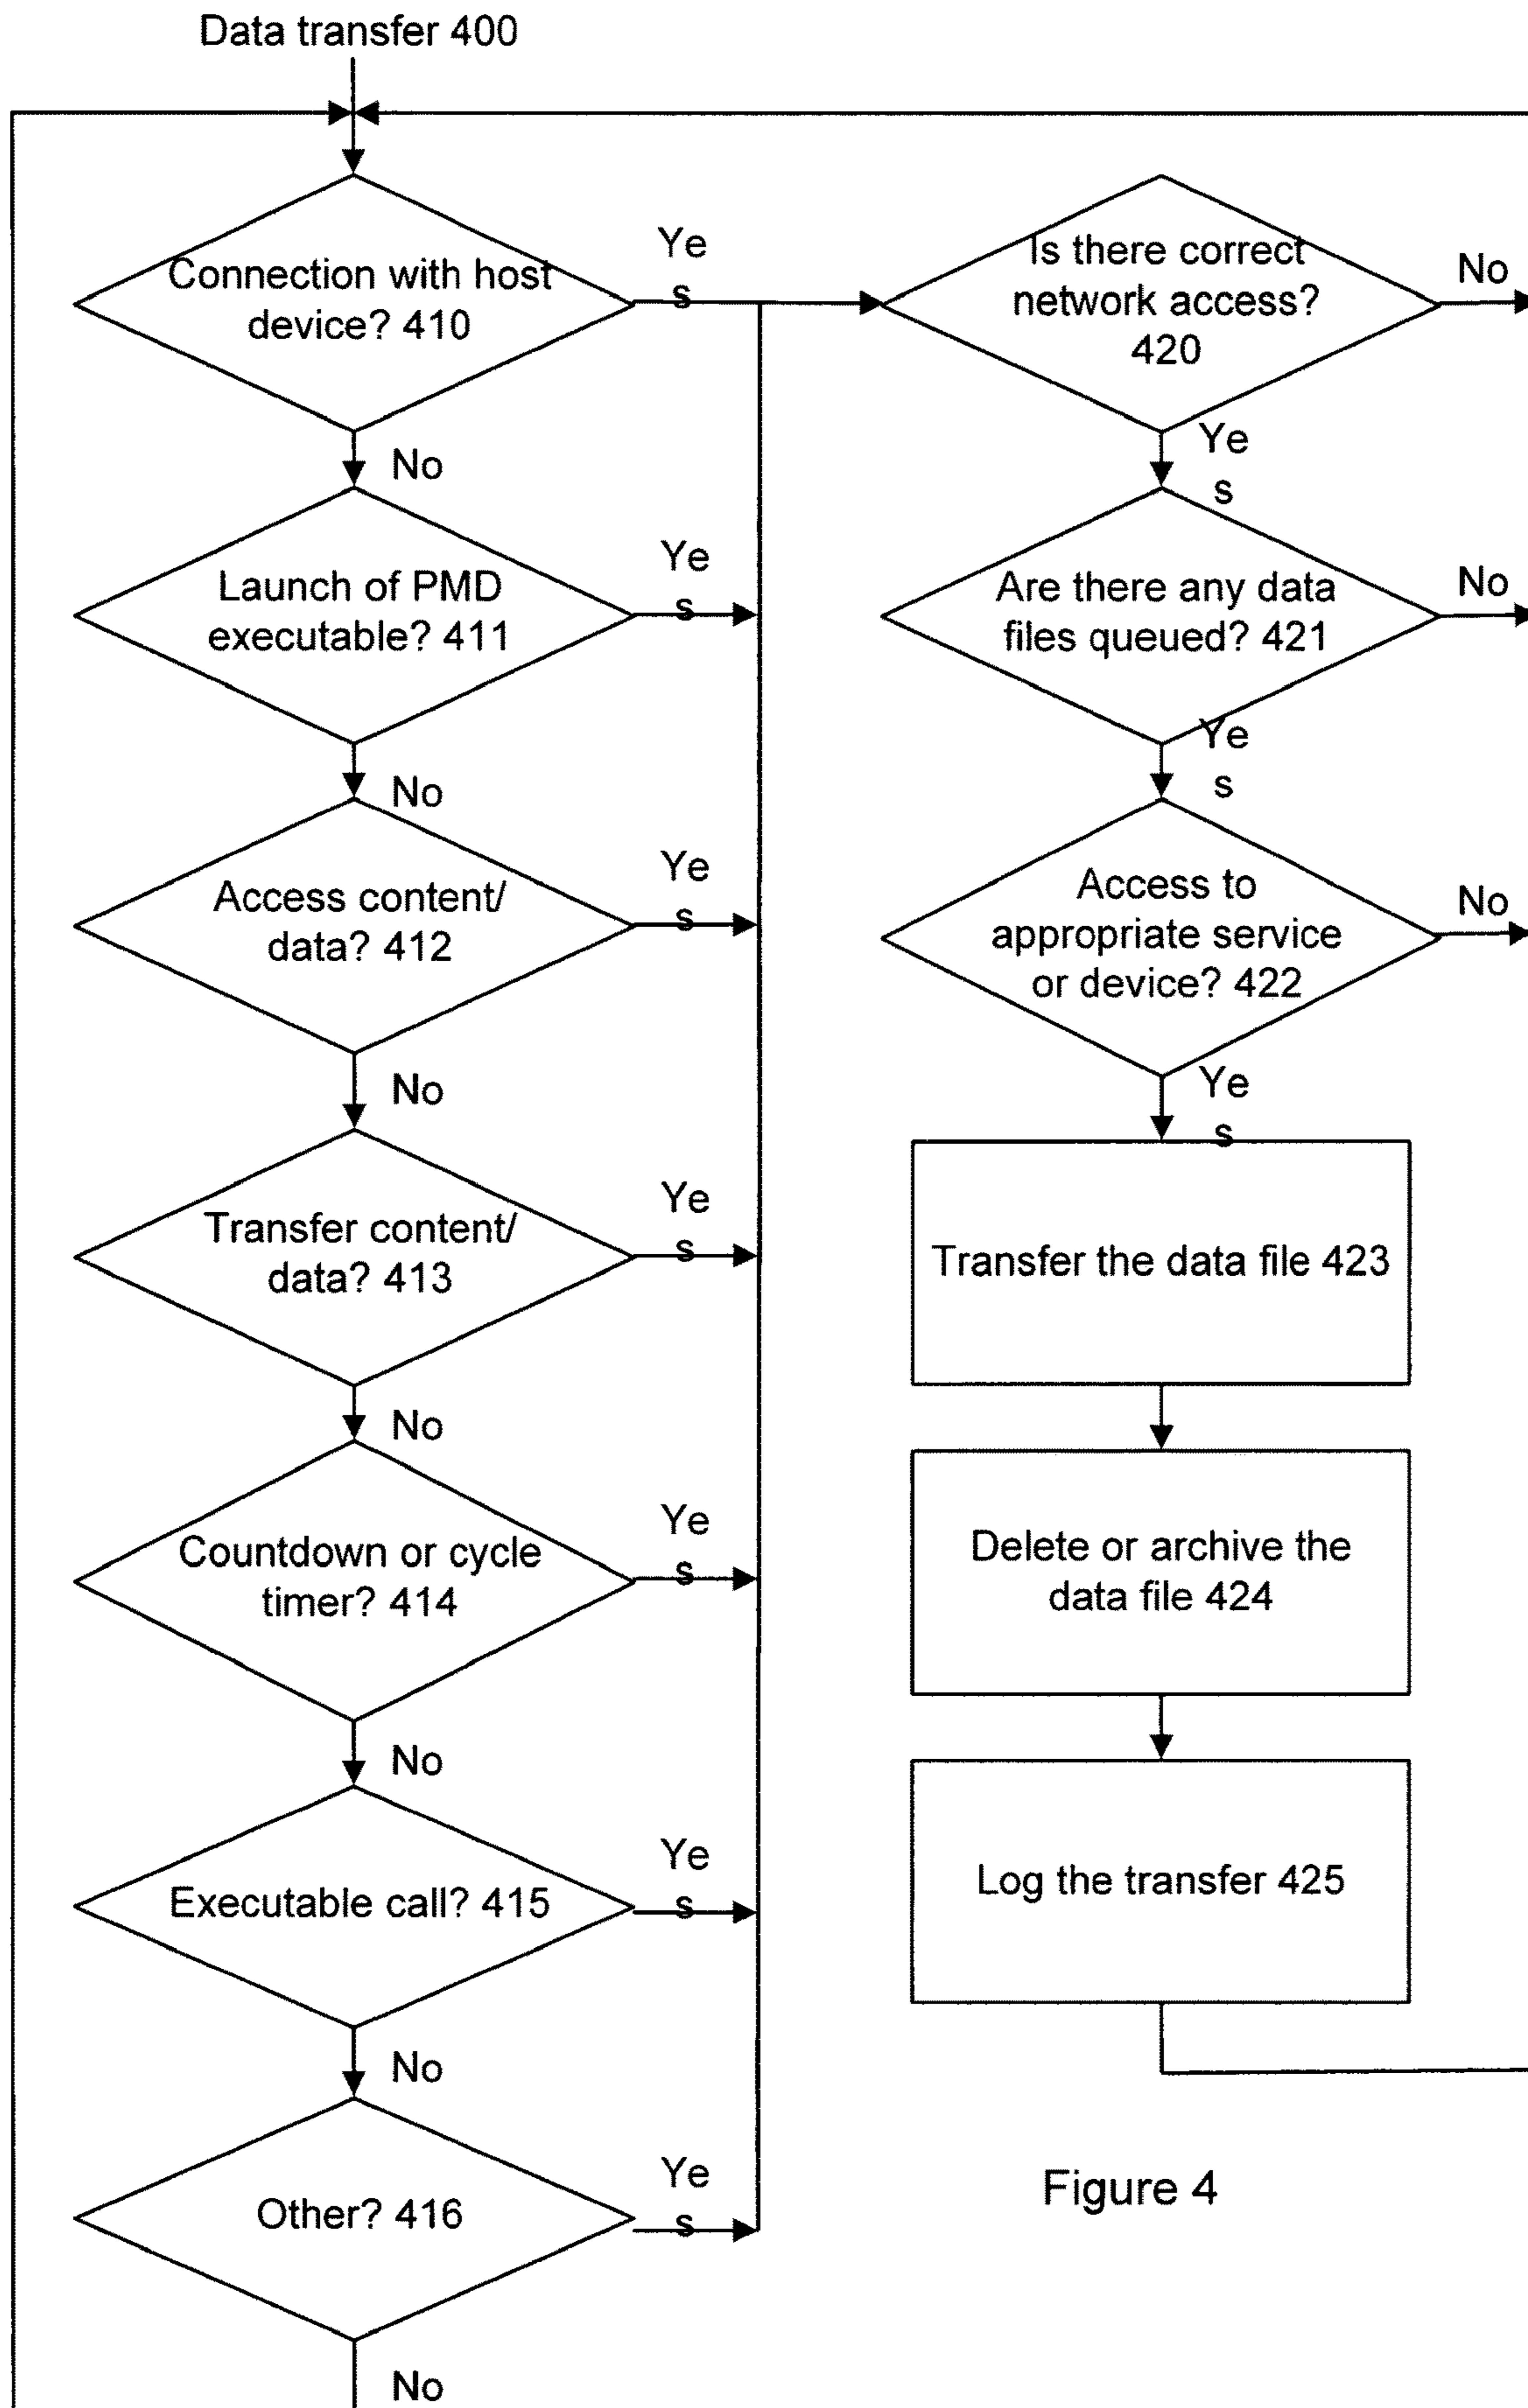 Data transfer 400
Connection with host
device? 410
Ye
s
No
Launch of PMD
executable? 411
Ye
s
No
Access content/
data? 412
Ye
s
No
Transfer content/
data? 413
Ye
s
No
Countdown or cycle
timer? 414
Ye
s
No
Executable call? 415
Ye
s
No
Other? 416
Ye
s
No
Is there correct
network access?
420
No
Ye
s
Are there any data
files queued? 421
No
Ye
s
Access to
appropriate service
or device? 422
No
Ye
s
Transfer the data file 423
Delete or archive the
data file 424
Log the transfer 425
Figure 4